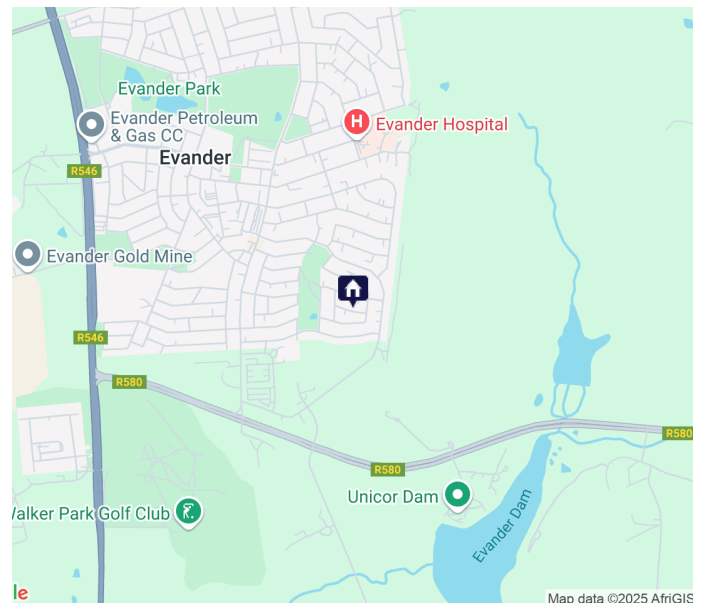 Evander Park
Evander Petroleum
& Gas CC
H
Evander Hospital
Evander
R546
Evander Gold Mine
R546
R580
R580
R580
Unicor Dam
Walker Park Golf Club
Evander Dam
le
Map data ©2025 AfriGIS